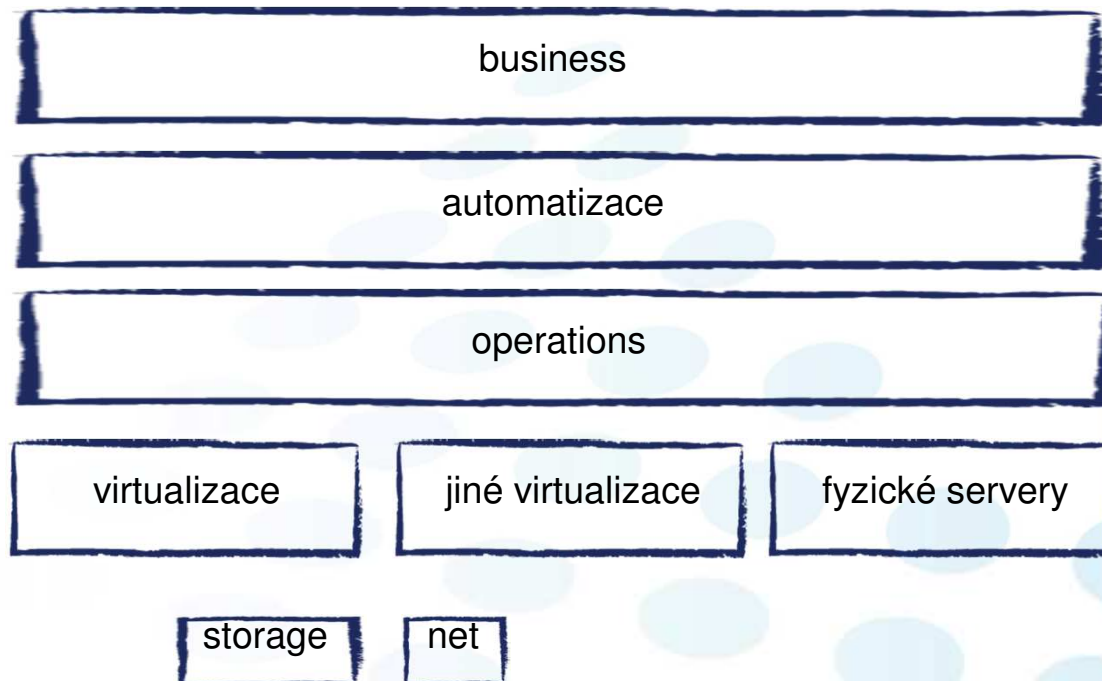 business
automatizace
operations
virtualizace
jiné virtualizace
fyzické servery
storage
net